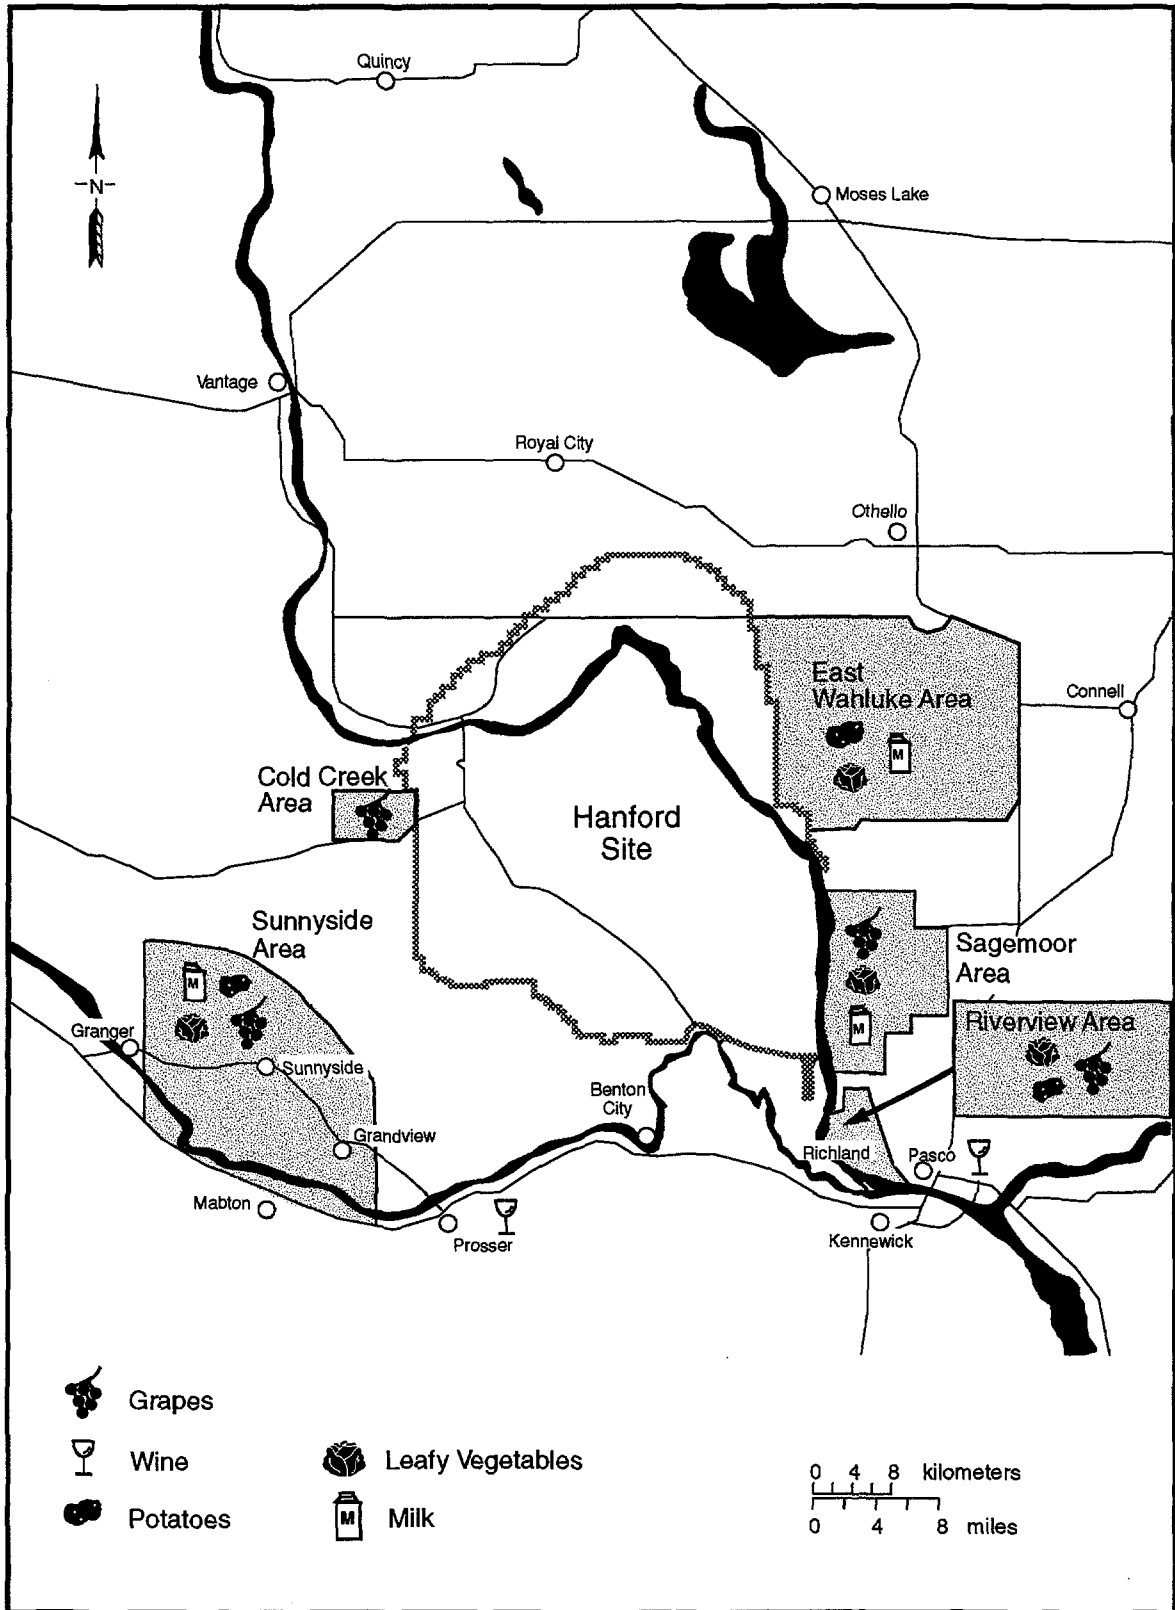 Quincy
N
Moses Lake
Vantage
Royal City
Othello
East
Wahluke Area
M
Connell
Cold Creek
Area
Hanford
Site
Sunnyside
Area
M
Sagemoor
Area
M
Riverview Area
Granger
Sunnyside
Benton
City
Grandview
Richland
Pasco
Mabton
Prosser
Kennewick
Grapes
Wine
Leafy Vegetables
Potatoes
M
Milk
0 4 8 kilometers
0 4 8 miles